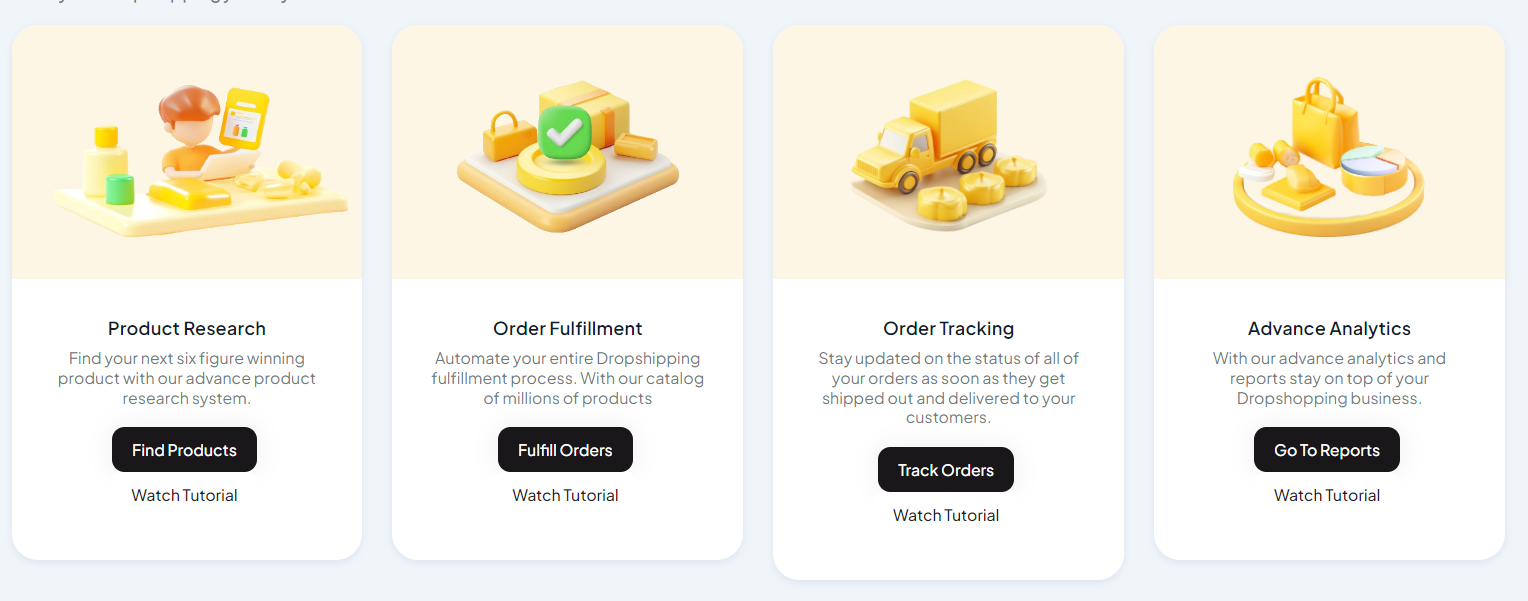 Product Research
Find your next six figure winning
product with our advance product
research system.
Find Products
Watch Tutorial
Order Fulfillment
Automate your entire Dropshipping
fulfillment process. With our catalog
of millions of products
Fulfill Orders
Watch Tutorial
Order Tracking
Stay updated on the status of all of
your orders as soon as they get
shipped out and delivered to your
customers.
Track Orders
Watch Tutorial
Advance Analytics
With our advance analytics and
reports stay on top of your
Dropshopping business.
Go To Reports
Watch Tutorial